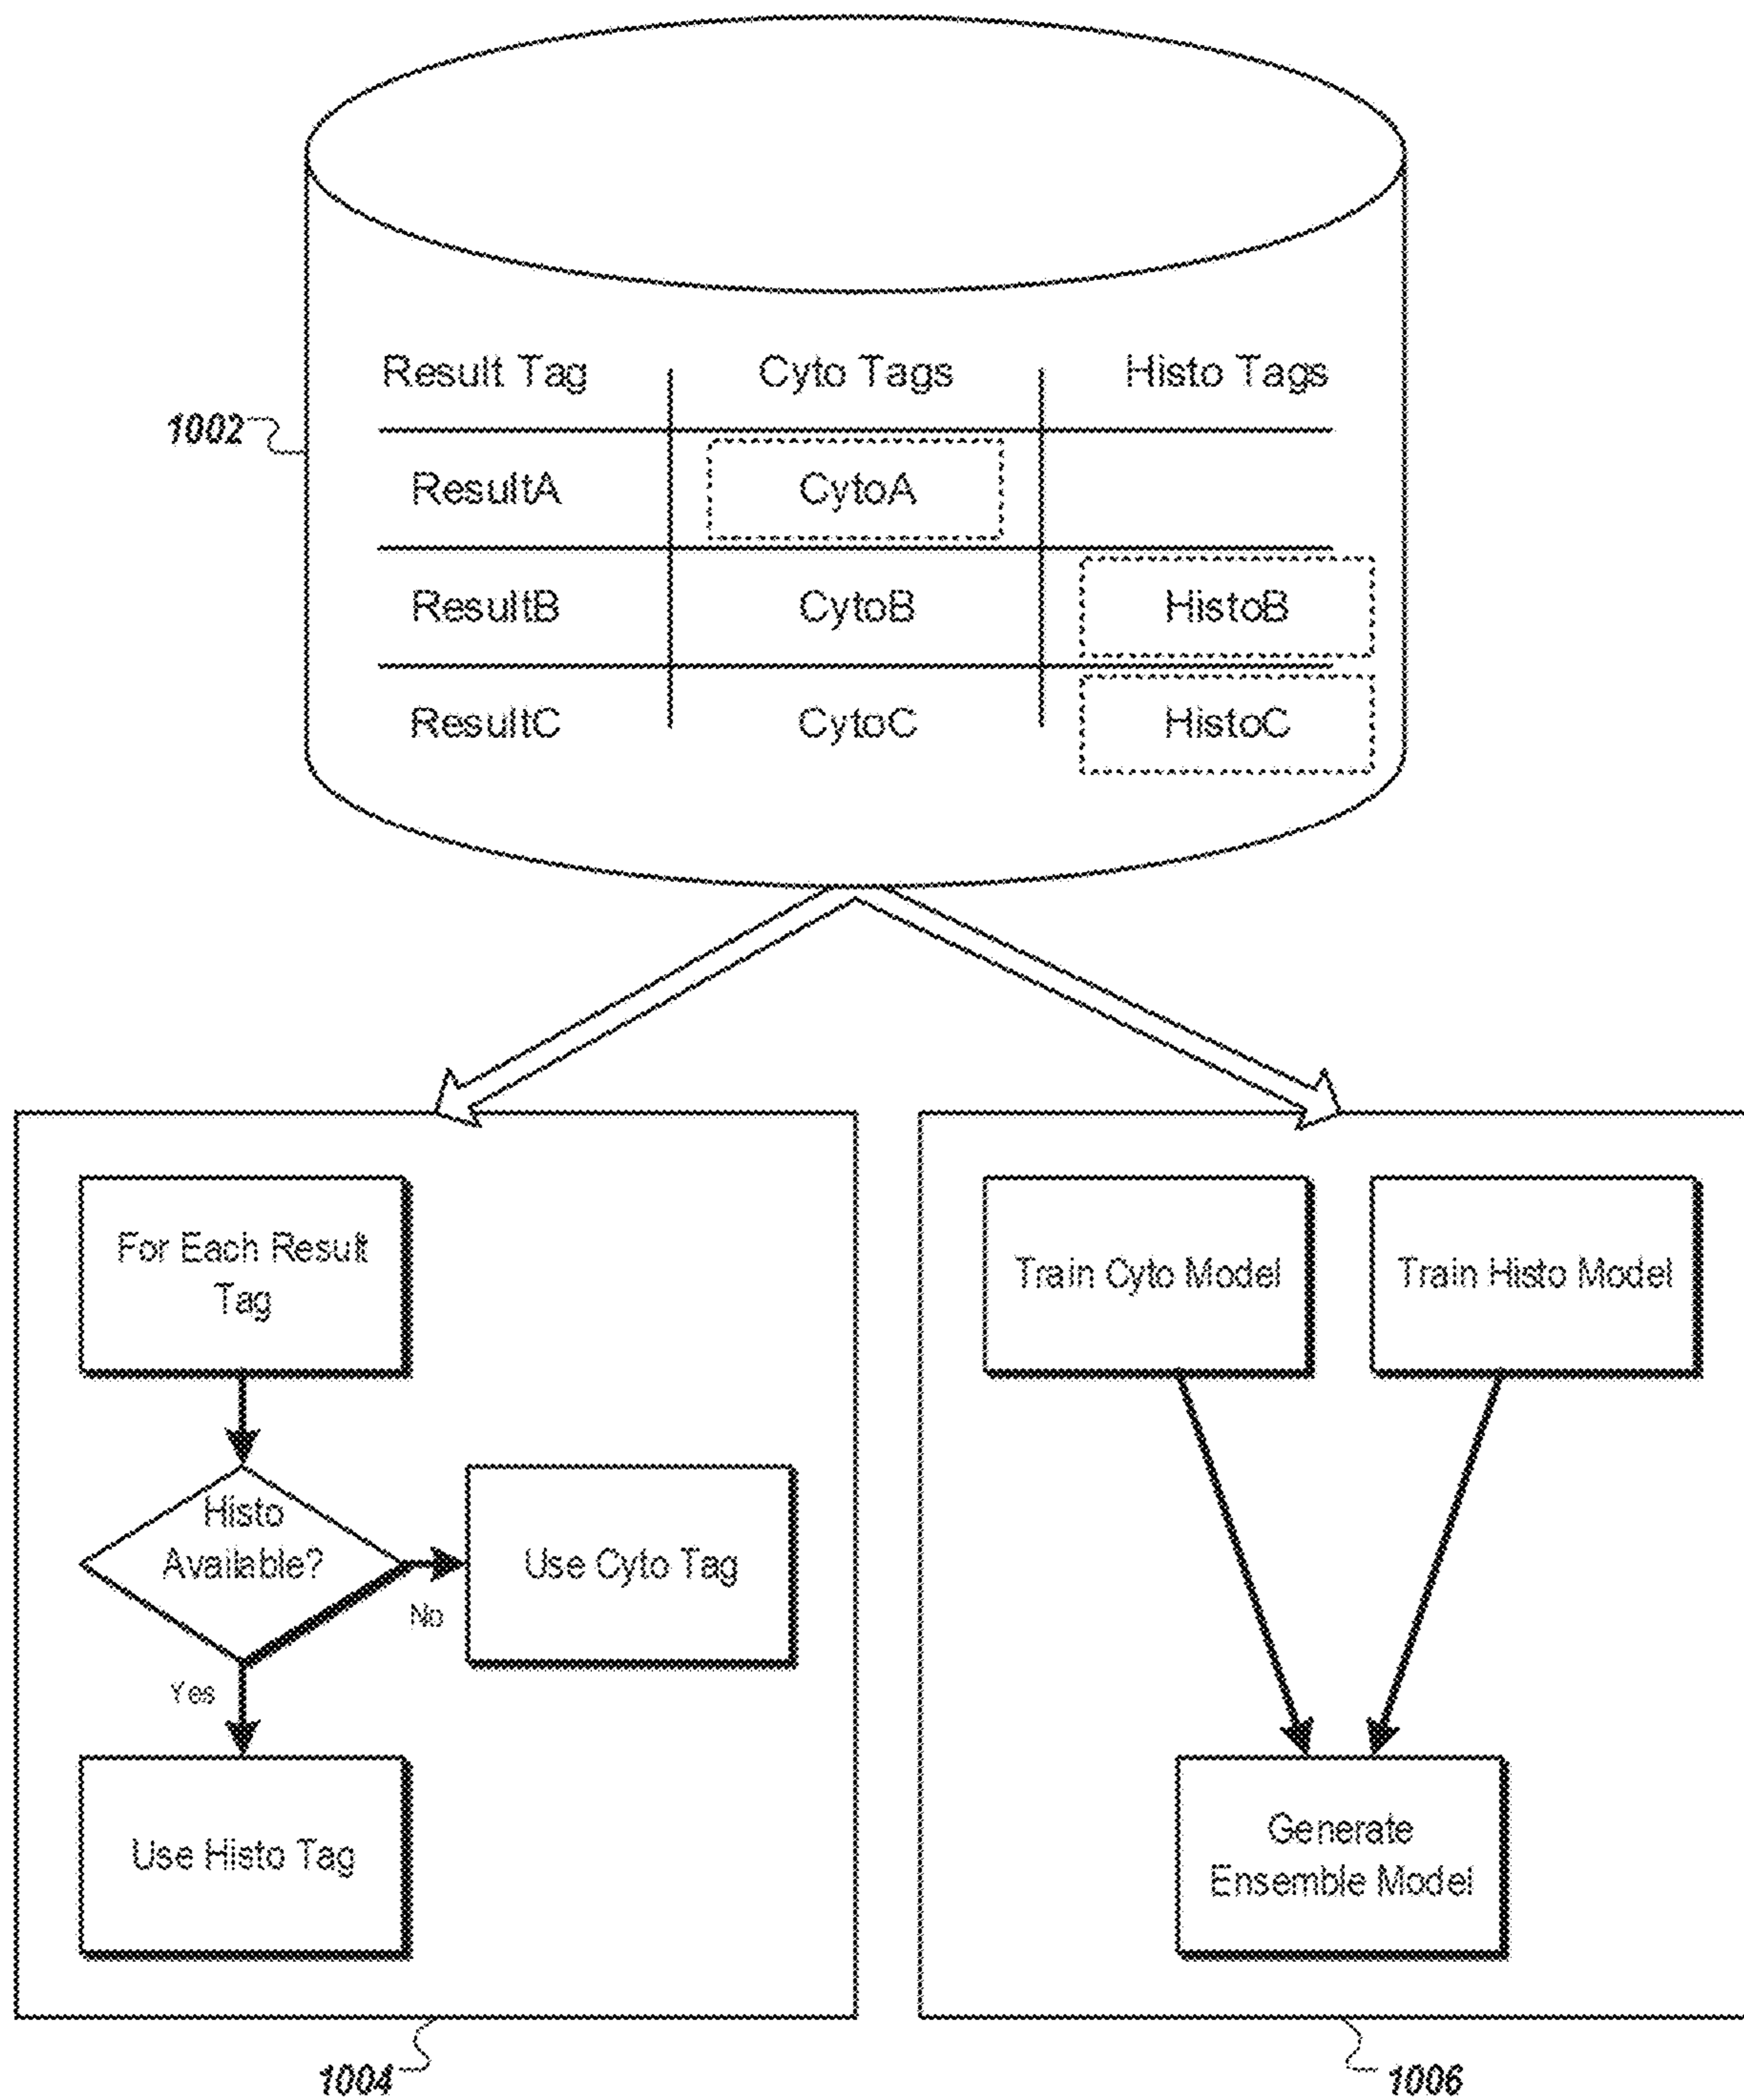 Result Tag Cyto Tags Histo Tags
1002
ResultA CytoA
ResultB CytoB HistoB
ResultC CytoC HistoC
For Each Result
Tag
Histo
Available?
No
Use Cyto Tag
Yes
Use Histo Tag
1004
Train Cyto Model
Train Histo Model
Generate
Ensemble Model
1006